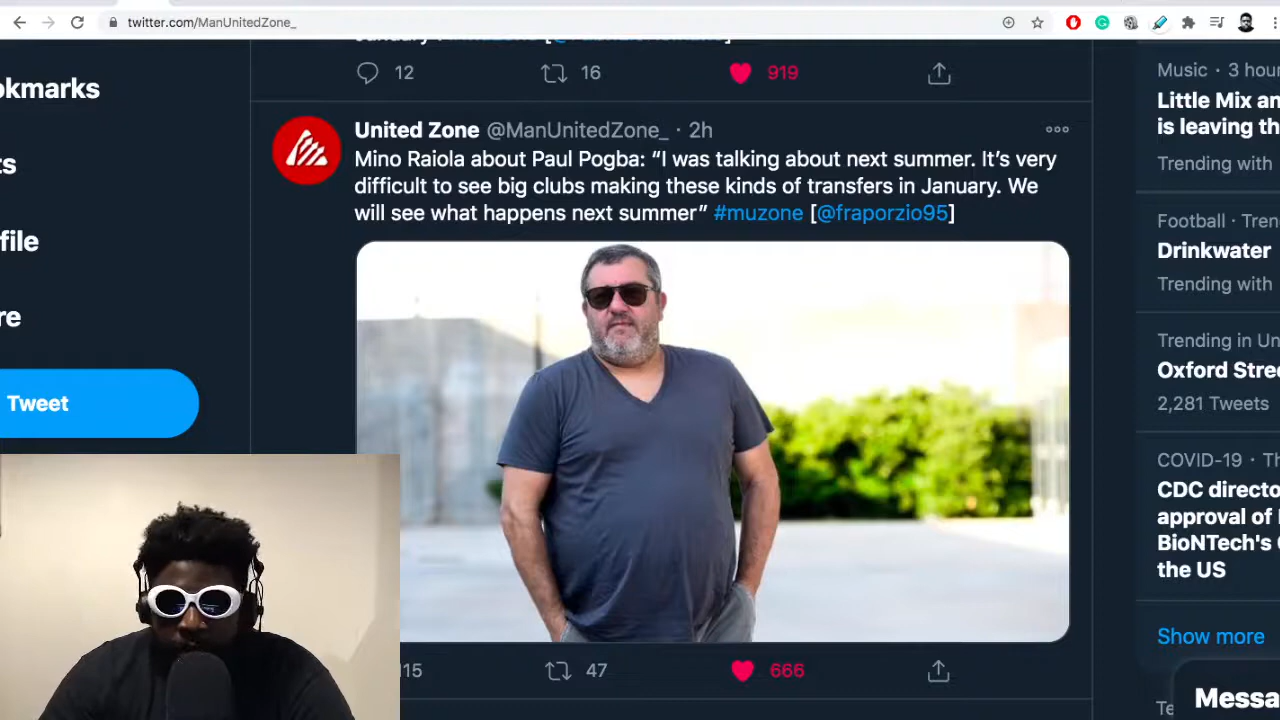 twitter.com/ManUnitedZone_
12
16
919
United Zone @ManUnitedZone_ · 2h
Mino Raiola about Paul Pogba: “I was talking about next summer. It’s very
difficult to see big clubs making these kinds of transfers in January. We
will see what happens next summer” #muzone [@fraporzio95]
47
666
okmarks
ts
file
re
Tweet
Music · 3 hour
Little Mix an
is leaving th
Trending with
Football · Tren
Drinkwater
Trending with
Trending in Un
Oxford Stree
2,281 Tweets
COVID-19 · Th
CDC directo
approval of
BioNTech's
the US
Show more
Te
Messa